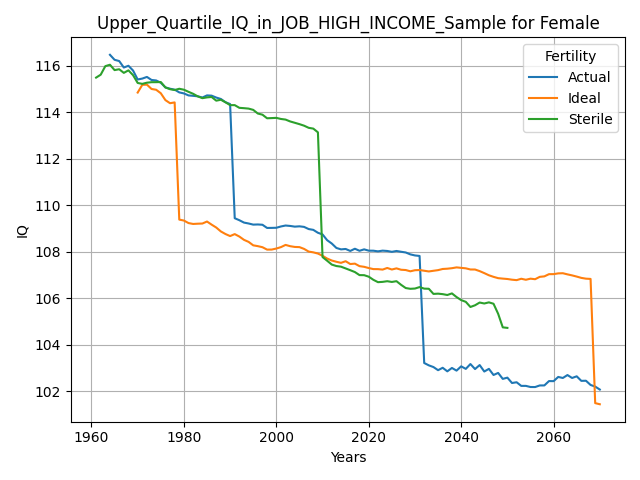 Upper_Quartile_IQ_in_JOB_HIGH_INCOME_Sample for Female
Fertility
Actual
Ideal
Sterile
IQ
116
114
112
110
108
106
104
102
1960
1980
2000
2020
2040
2060
Years